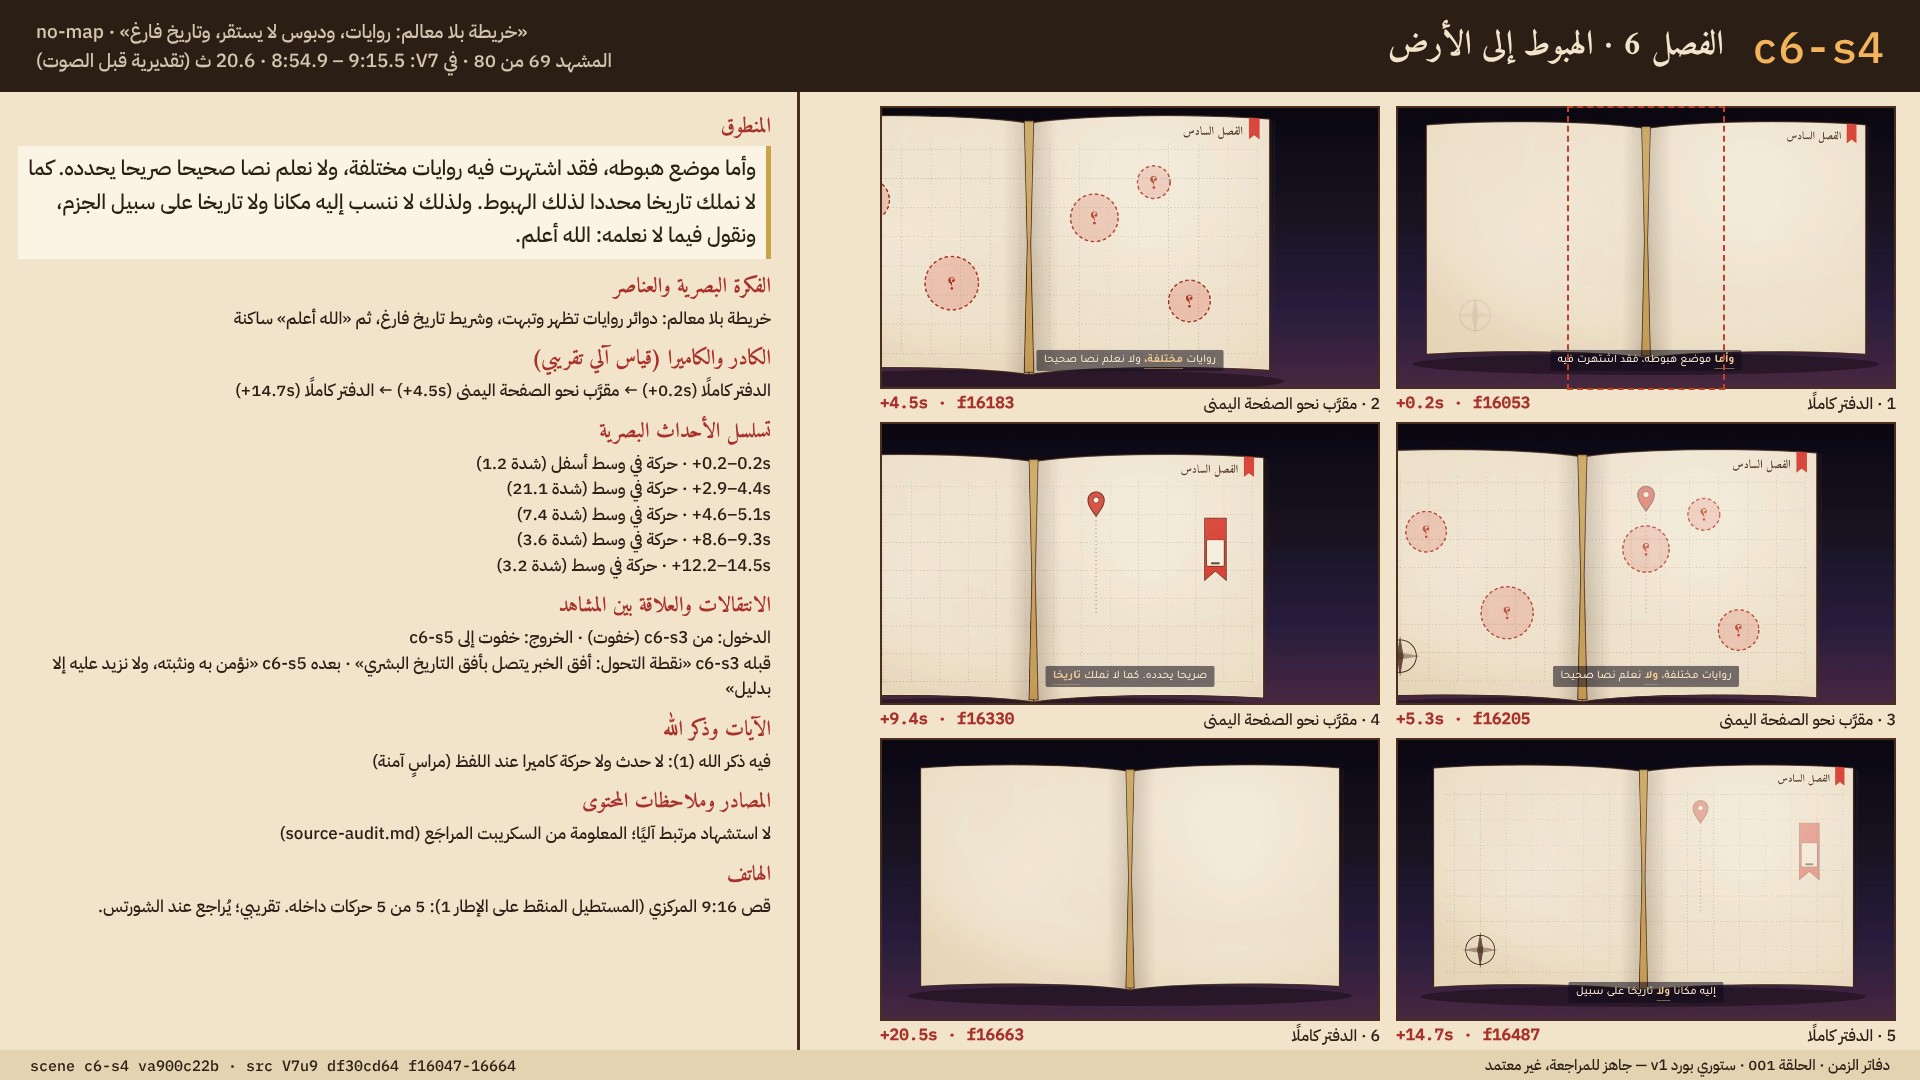 c6-s4
الفصل 6 · الهبوط إلى الأرض
«خريطة بلا معالم: روايات، ودبوس لا يستقر، وتاريخ فارغ» · no-map
المشهد 69 من 80 · في V7: 8:54.9 – 9:15.5 · 20.6 ث (تقديرية قبل الصوت)
الفصل السادس
وأما موضع هبوطه، فقد اشتهرت فيه
1 · الدفتر كاملًا
+0.2s · f16053
الفصل السادس
؟
؟
؟
؟
روايات مختلفة، ولا نعلم نصا صحيحا
2 · مقرَّب نحو الصفحة اليمنى
+4.5s · f16183
الفصل السادس
؟
؟
؟
؟
؟
روايات مختلفة، ولا نعلم نصا صحيحا
3 · مقرَّب نحو الصفحة اليمنى
+5.3s · f16205
الفصل السادس
صريحا يحدده. كما لا نملك تاريخا
4 · مقرَّب نحو الصفحة اليمنى
+9.4s · f16330
الفصل السادس
إليه مكانا ولا تاريخا على سبيل
5 · الدفتر كاملًا
+14.7s · f16487
6 · الدفتر كاملًا
+20.5s · f16663
المنطوق
وأما موضع هبوطه، فقد اشتهرت فيه روايات مختلفة، ولا نعلم نصا صحيحا صريحا يحدده. كما
لا نملك تاريخا محددا لذلك الهبوط. ولذلك لا ننسب إليه مكانا ولا تاريخا على سبيل الجزم،
ونقول فيما لا نعلمه: الله أعلم.
الفكرة البصرية والعناصر
خريطة بلا معالم: دوائر روايات تظهر وتبهت، وشريط تاريخ فارغ، ثم «الله أعلم» ساكنة
الكادر والكاميرا (قياس آلي تقريبي)
الدفتر كاملًا (+0.2s) ← مقرَّب نحو الصفحة اليمنى (+4.5s) ← الدفتر كاملًا (+14.7s)
تسلسل الأحداث البصرية
+0.2–0.2s · حركة في وسط أسفل (شدة 1.2)
+2.9–4.4s · حركة في وسط (شدة 21.1)
+4.6–5.1s · حركة في وسط (شدة 7.4)
+8.6–9.3s · حركة في وسط (شدة 3.6)
+12.2–14.5s · حركة في وسط (شدة 3.2)
الانتقالات والعلاقة بين المشاهد
الدخول: من c6-s3 (خفوت) · الخروج: خفوت إلى c6-s5
قبله c6-s3 «نقطة التحول: أفق الخبر يتصل بأفق التاريخ البشري» · بعده c6-s5 «نؤمن به ونثبته، ولا نزيد عليه إلا
بدليل»
الآيات وذكر الله
فيه ذكر الله (1): لا حدث ولا حركة كاميرا عند اللفظ (مراسٍ آمنة)
المصادر وملاحظات المحتوى
لا استشهاد مرتبط آليًا؛ المعلومة من السكريبت المراجَع (source-audit.md)
الهاتف
قص 9:16 المركزي (المستطيل المنقط على الإطار 1): 5 من 5 حركات داخله. تقريبي؛ يُراجع عند الشورتس.
دفاتر الزمن · الحلقة 001 · ستوري بورد v1 — جاهز للمراجعة، غير معتمد
scene c6-s4 va900c22b · src V7u9 df30cd64 f16047-16664